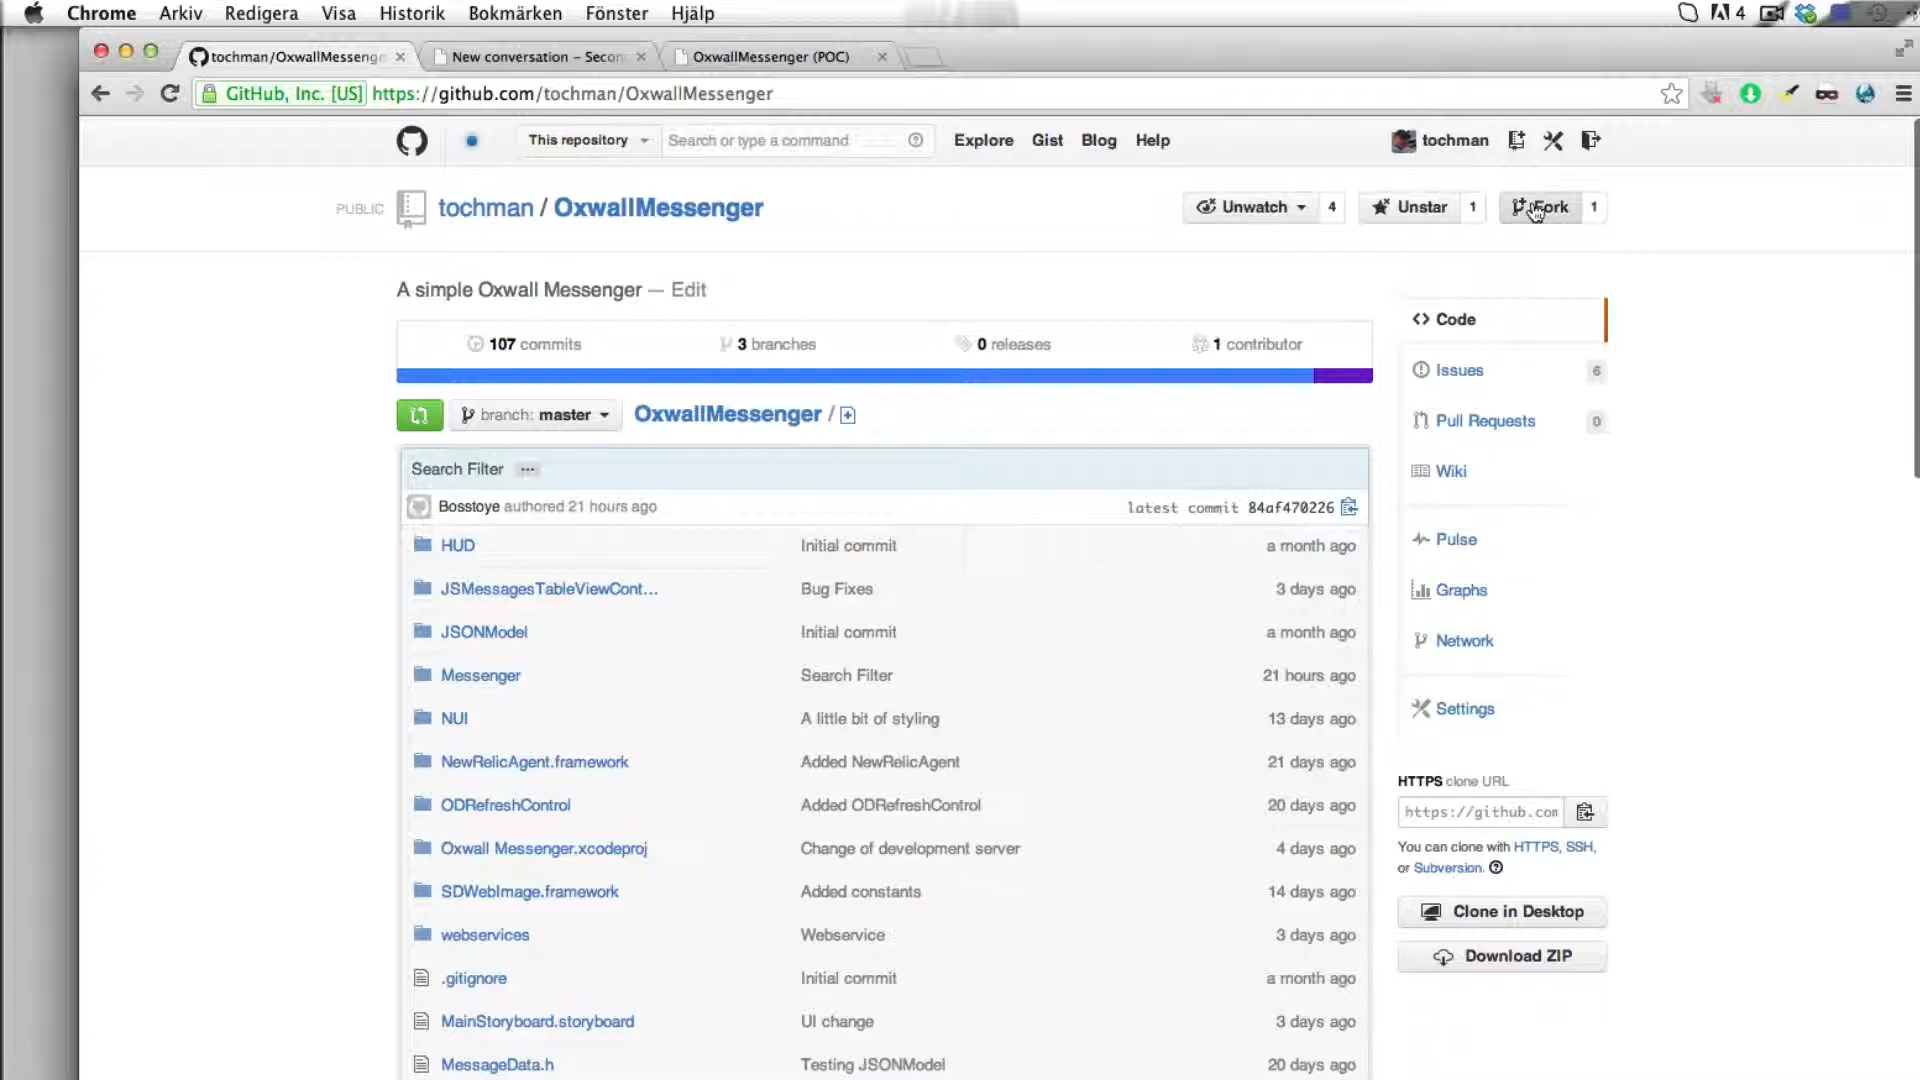 Chrome Arkiv Redigera Visa Historik Bokmärken Fönster Hjälp 4
tochman/OxwallMessenge New conversation – Secon OxwallMessenger (POC)
GitHub, Inc. [US] https://github.com/tochman/OxwallMessenger
This repository Search or type a command Explore Gist Blog Help tochman
PUBLIC tochman / OxwallMessenger Unwatch 4 Unstar 1 Fork 1
A simple Oxwall Messenger — Edit
107 commits 3 branches 0 releases 1 contributor
branch: master OxwallMessenger /
Search Filter ...
Bosstoye authored 21 hours ago latest commit 84af470226
HUD Initial commit a month ago
JSMessagesTableViewCont... Bug Fixes 3 days ago
JSONModel Initial commit a month ago
Messenger Search Filter 21 hours ago
NUI A little bit of styling 13 days ago
NewRelicAgent.framework Added NewRelicAgent 21 days ago
ODRefreshControl Added ODRefreshControl 20 days ago
Oxwall Messenger.xcodeproj Change of development server 4 days ago
SDWebImage.framework Added constants 14 days ago
webservices Webservice 3 days ago
.gitignore Initial commit a month ago
MainStoryboard.storyboard UI change 3 days ago
MessageData.h Testing JSONModel 20 days ago
Code
Issues 6
Pull Requests 0
Wiki
Pulse
Graphs
Network
Settings
HTTPS clone URL
https://github.com
You can clone with HTTPS, SSH,
or Subversion.
Clone in Desktop
Download ZIP